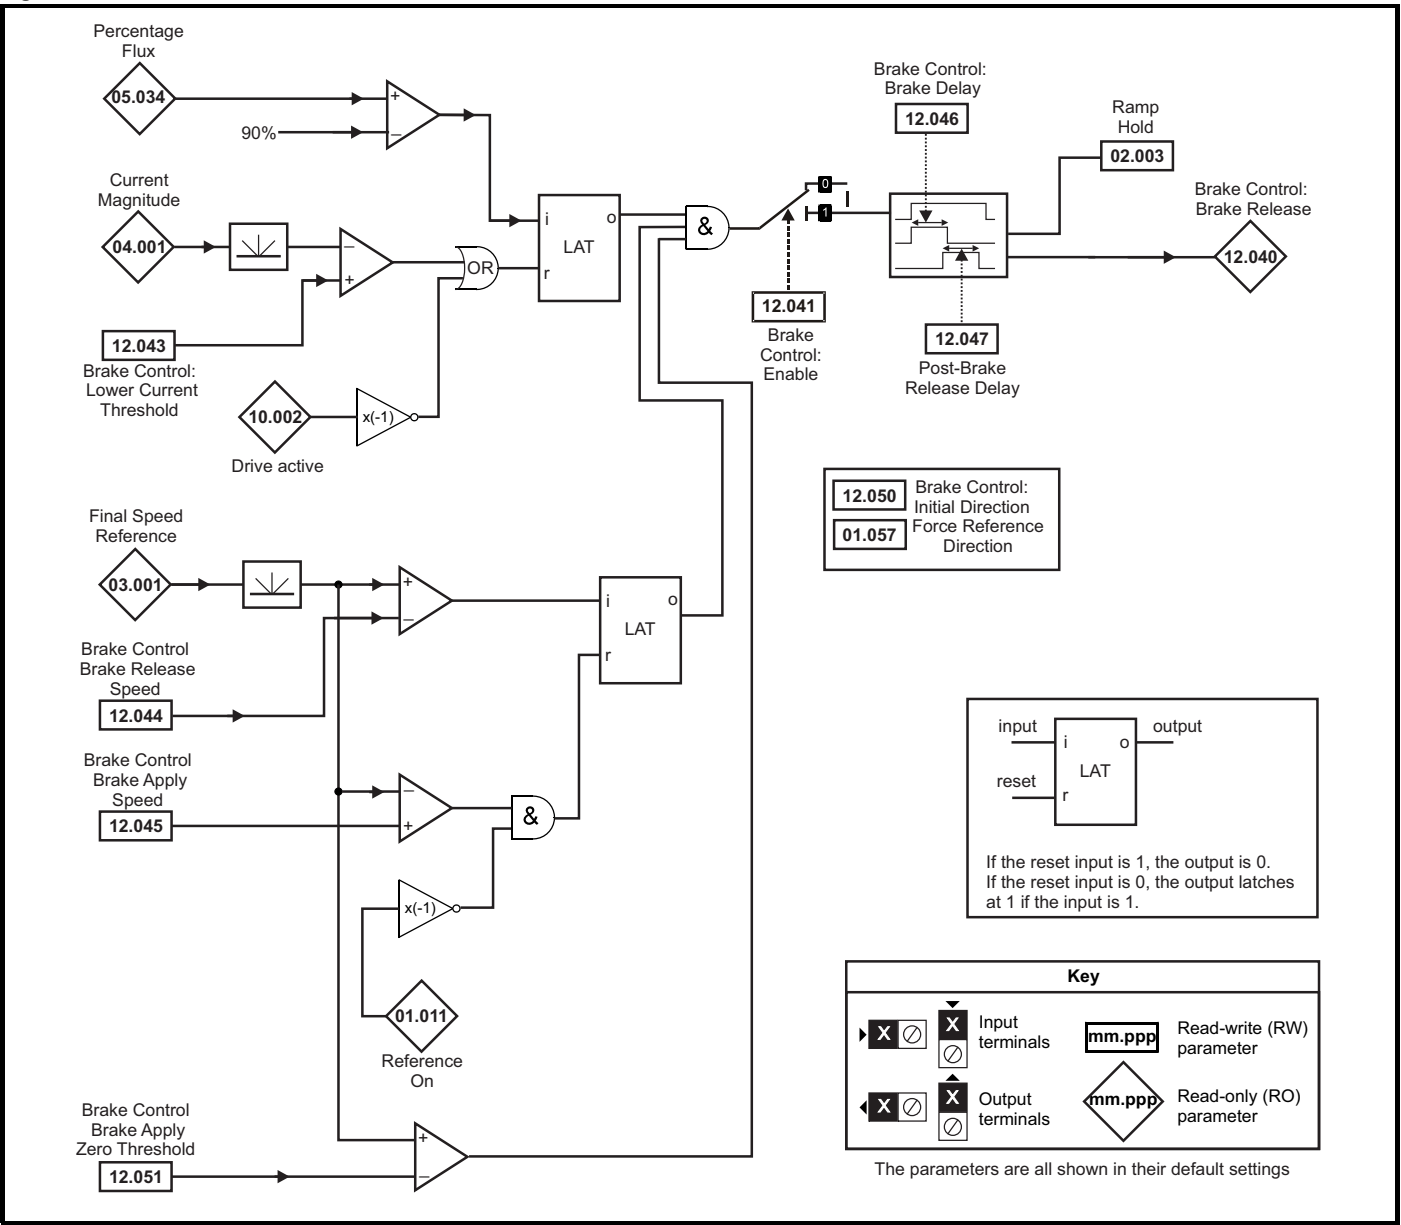 Percentage
Flux
05.034
+
90%
–
Current
Magnitude
04.001
–
+
12.043
Brake Control:
Lower Current
Threshold
10.002
x(-1)
Drive active
OR
i
o
LAT
r
&
0
1
12.041
Brake
Control:
Enable
Brake Control:
Brake Delay
12.046
12.047
Post-Brake
Release Delay
Ramp
Hold
02.003
Brake Control:
Brake Release
12.040
12.050
Brake Control:
Initial Direction
01.057
Force Reference
Direction
Final Speed
Reference
03.001
+
–
i
o
LAT
r
Brake Control
Brake Release
Speed
12.044
Brake Control
Brake Apply
Speed
12.045
–
+
&
x(-1)
01.011
Reference
On
Brake Control
Brake Apply
Zero Threshold
12.051
+
–
input
i
o
output
LAT
reset
r
If the reset input is 1, the output is 0.
If the reset input is 0, the output latches
at 1 if the input is 1.
Key
X
X
Input
terminals
mm.ppp
Read-write (RW)
parameter
X
X
Output
terminals
mm.ppp
Read-only (RO)
parameter
The parameters are all shown in their default settings